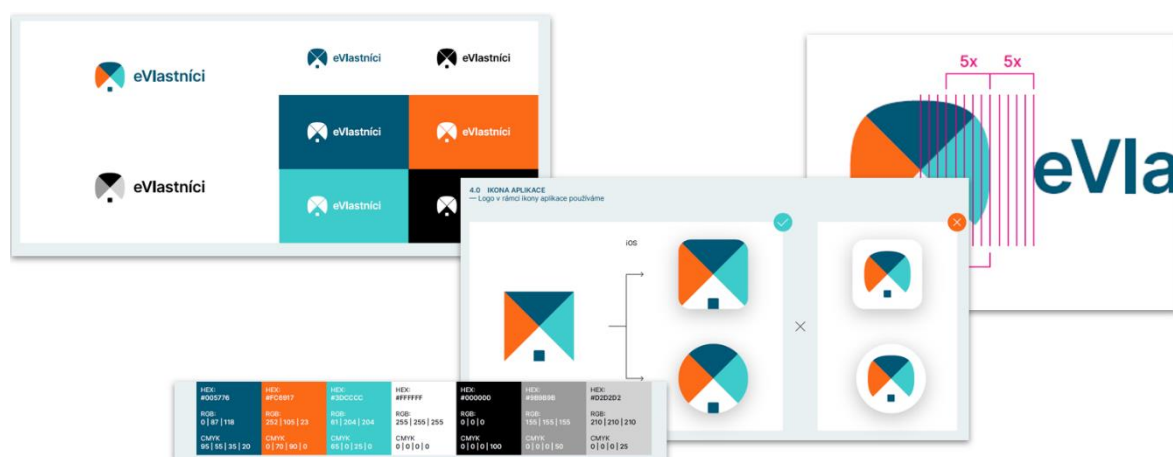 eVlastníci
eVlastníci
eVlastníci
eVlastníci
eVlastníci
eVlastníci
eVlastníci
5x 5x
eVla
4.0 IKONA APLIKACE
— Logo v rámci ikony aplikace používáme
iOS
HEX:
#005776
RGB:
0|87|118
CMYK
95|55|35|20
HEX:
#FC6917
RGB:
252|105|23
CMYK
0|70|90|0
HEX:
#3DCCCC
RGB:
61|204|204
CMYK
65|0|25|0
HEX:
#FFFFFF
RGB:
255|255|255
CMYK
0|0|0|0
HEX:
#000000
RGB:
0|0|0
CMYK
0|0|0|100
HEX:
#9B9B9B
RGB:
155|155|155
CMYK
0|0|0|50
HEX:
#D2D2D2
RGB:
210|210|210
CMYK
0|0|0|25